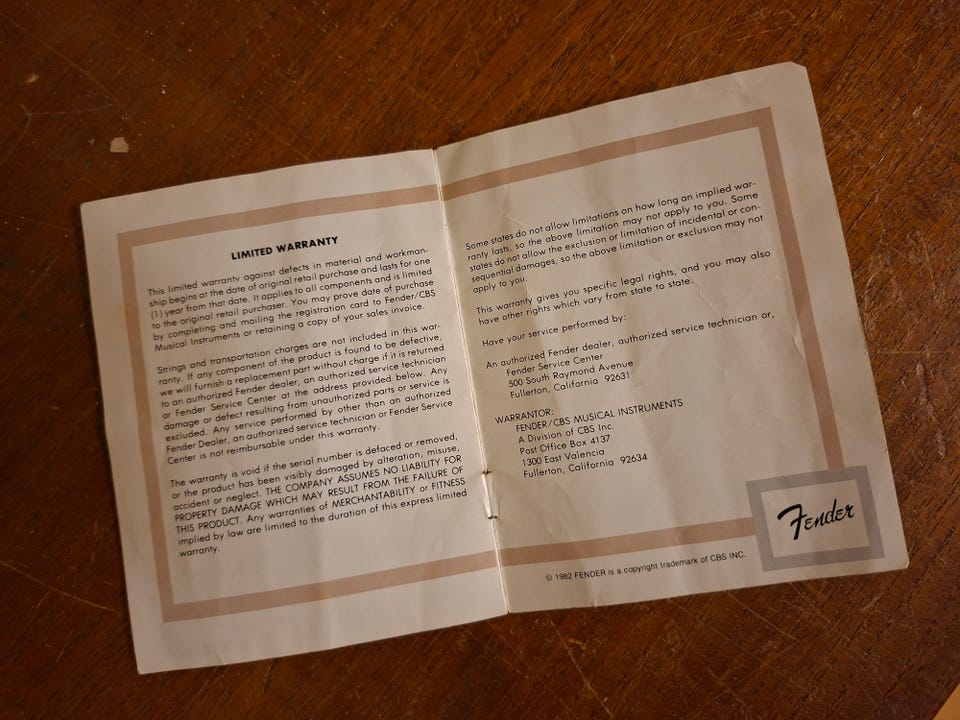 LIMITED WARRANTY
This limited warranty against defects in material and workman-
ship begins at the date of original retail purchase and lasts for one
(1) year from that date. It applies to all components and is limited
to the original retail purchaser. You may prove date of purchase
by completing and mailing the registration card to Fender/CBS
Musical Instruments or retaining a copy of your sales invoice.
Strings and transportation charges are not included in this war-
ranty. If any component of the product is found to be defective,
we will furnish a replacement part without charge if it is returned
to an authorized Fender dealer, an authorized service technician
or Fender Service Center at the address provided below. Any
damage or defect resulting from unauthorized parts or service is
excluded. Any service performed by other than an authorized
Fender Dealer, an authorized service technician or Fender Service
Center is not reimbursable under this warranty.
The warranty is void if the serial number is defaced or removed,
or the product has been visibly damaged by alteration, misuse,
accident or neglect. THE COMPANY ASSUMES NO LIABILITY FOR
PROPERTY DAMAGE WHICH MAY RESULT FROM THE FAILURE OF
THIS PRODUCT. Any warranties of MERCHANTABILITY or FITNESS
implied by law are limited to the duration of this express limited
warranty.
Some states do not allow limitations on how long an implied war-
ranty lasts, so the above limitation may not apply to you. Some
states do not allow the exclusion or limitation of incidental or con-
sequential damages, so the above limitation or exclusion may not
apply to you.
This warranty gives you specific legal rights, and you may also
have other rights which vary from state to state.
Have your service performed by:
An authorized Fender dealer, authorized service technician or,
Fender Service Center
500 South Raymond Avenue
Fullerton, California 92631
WARRANTOR:
FENDER/CBS MUSICAL INSTRUMENTS
A Division of CBS Inc.
Post Office Box 4137
1300 East Valencia
Fullerton, California 92634
Fender
© 1982 FENDER is a copyright trademark of CBS INC.